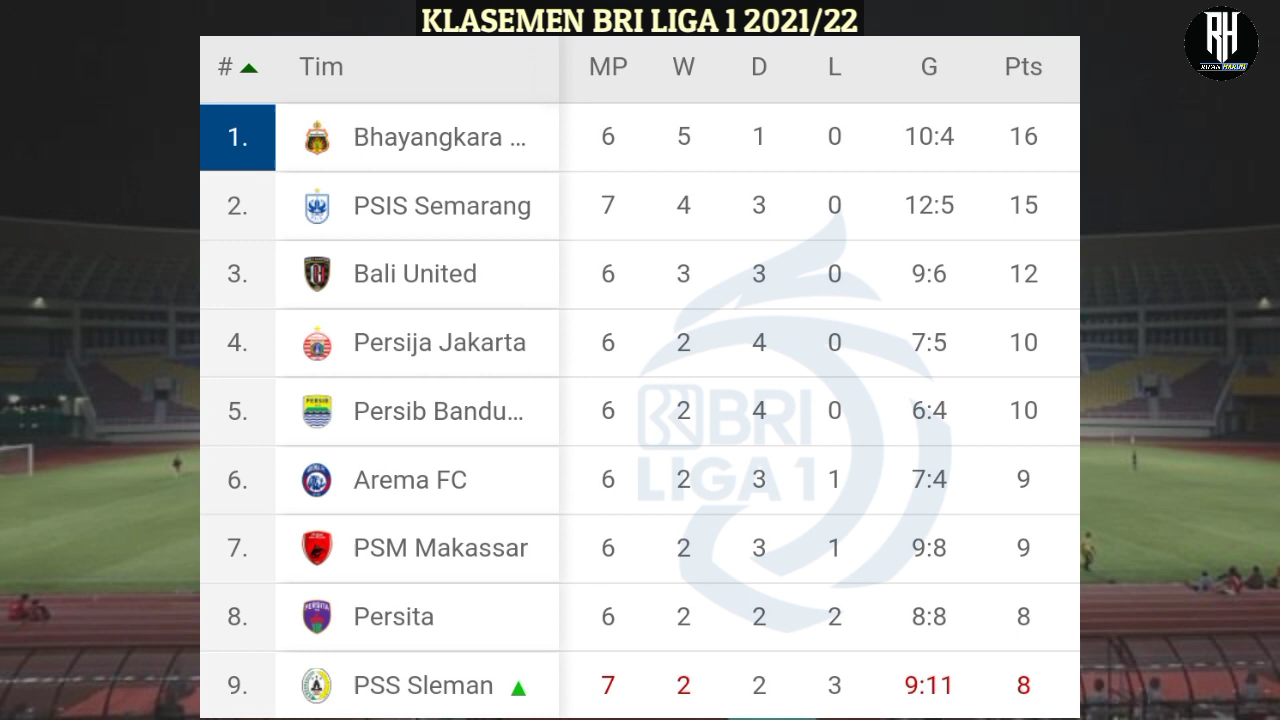 KLASEMEN BRI LIGA 1 2021/22
RH
# Tim MP W D L G Pts
1. Bhayangkara ... 6 5 1 0 10:4 16
2. PSIS Semarang 7 4 3 0 12:5 15
3. Bali United 6 3 3 0 9:6 12
4. Persija Jakarta 6 2 4 0 7:5 10
5. Persib Bandu... 6 2 4 0 6:4 10
6. Arema FC 6 2 3 1 7:4 9
7. PSM Makassar 6 2 3 1 9:8 9
8. Persita 6 2 2 2 8:8 8
9. PSS Sleman 7 2 2 3 9:11 8
BRI
LIGA 1
PERSIB
PERSITA